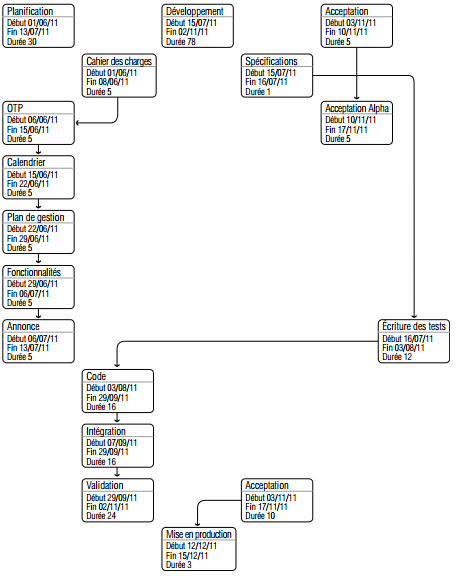 Planification
Début 01/06/11
Fin 13/07/11
Durée 30
Développement
Début 15/07/11
Fin 02/11/11
Durée 78
Acceptation
Début 03/11/11
Fin 10/11/11
Durée 5
Cahier des charges
Début 01/06/11
Fin 08/06/11
Durée 5
Spécifications
Début 15/07/11
Fin 16/07/11
Durée 1
OTP
Début 06/06/11
Fin 15/06/11
Durée 5
Acceptation Alpha
Début 10/11/11
Fin 17/11/11
Durée 5
Calendrier
Début 15/06/11
Fin 22/06/11
Durée 5
Plan de gestion
Début 22/06/11
Fin 29/06/11
Durée 5
Fonctionnalités
Début 29/06/11
Fin 06/07/11
Durée 5
Annonce
Début 06/07/11
Fin 13/07/11
Durée 5
Écriture des tests
Début 16/07/11
Fin 03/08/11
Durée 12
Code
Début 03/08/11
Fin 29/09/11
Durée 16
Intégration
Début 07/09/11
Fin 29/09/11
Durée 16
Validation
Début 29/09/11
Fin 02/11/11
Durée 24
Acceptation
Début 03/11/11
Fin 17/11/11
Durée 10
Mise en production
Début 12/12/11
Fin 15/12/11
Durée 3